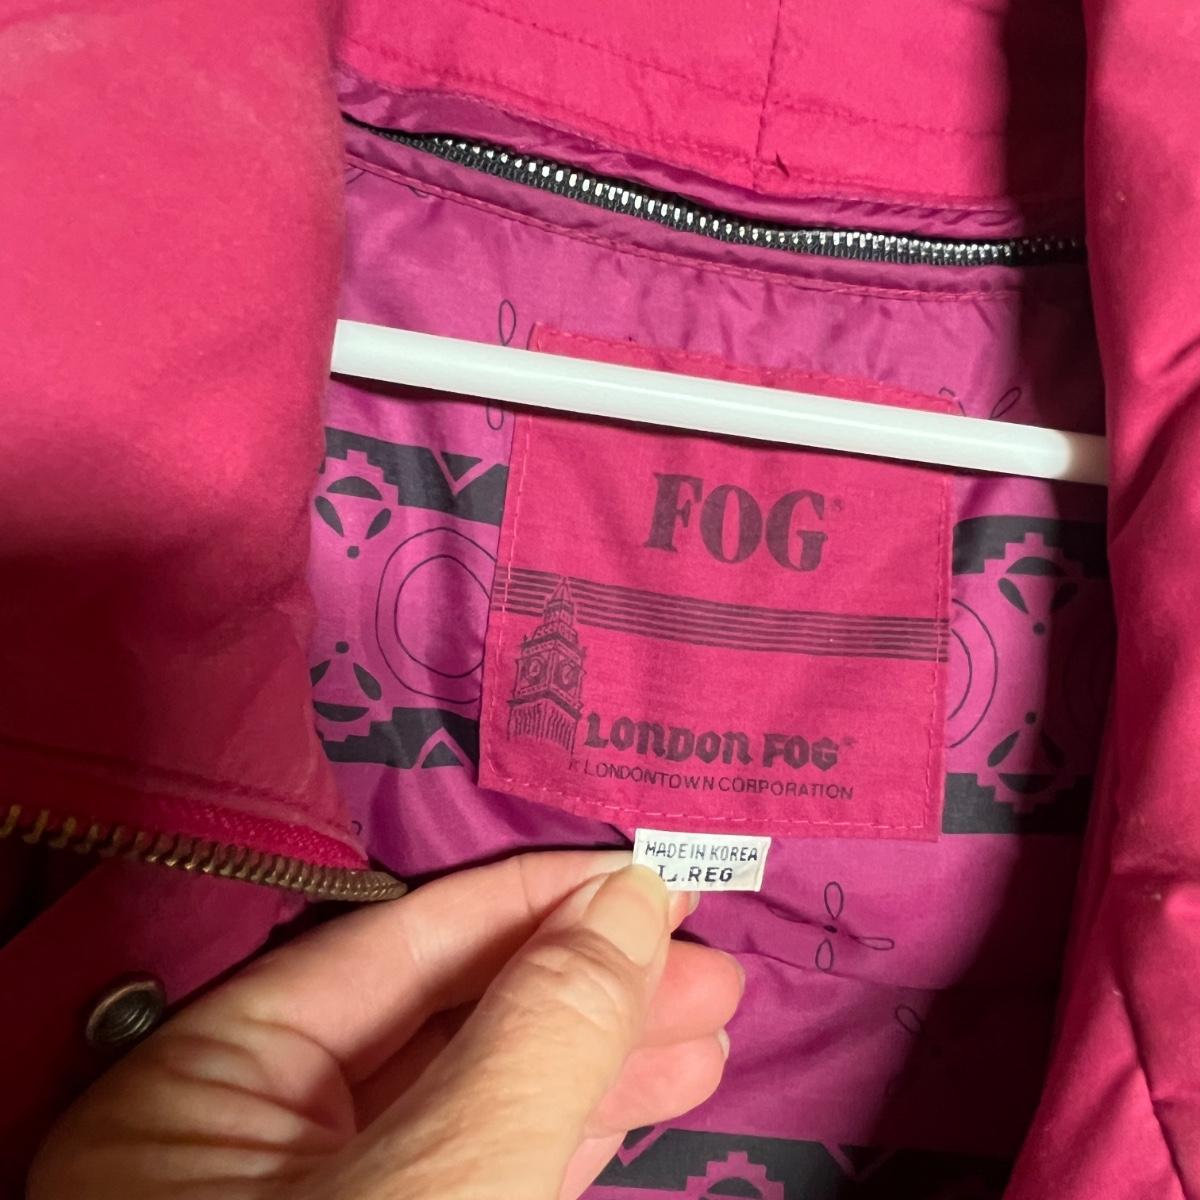 FOG®
LONDON FOG®
LONDONTOWN CORPORATION
MADE IN KOREA
L.REG